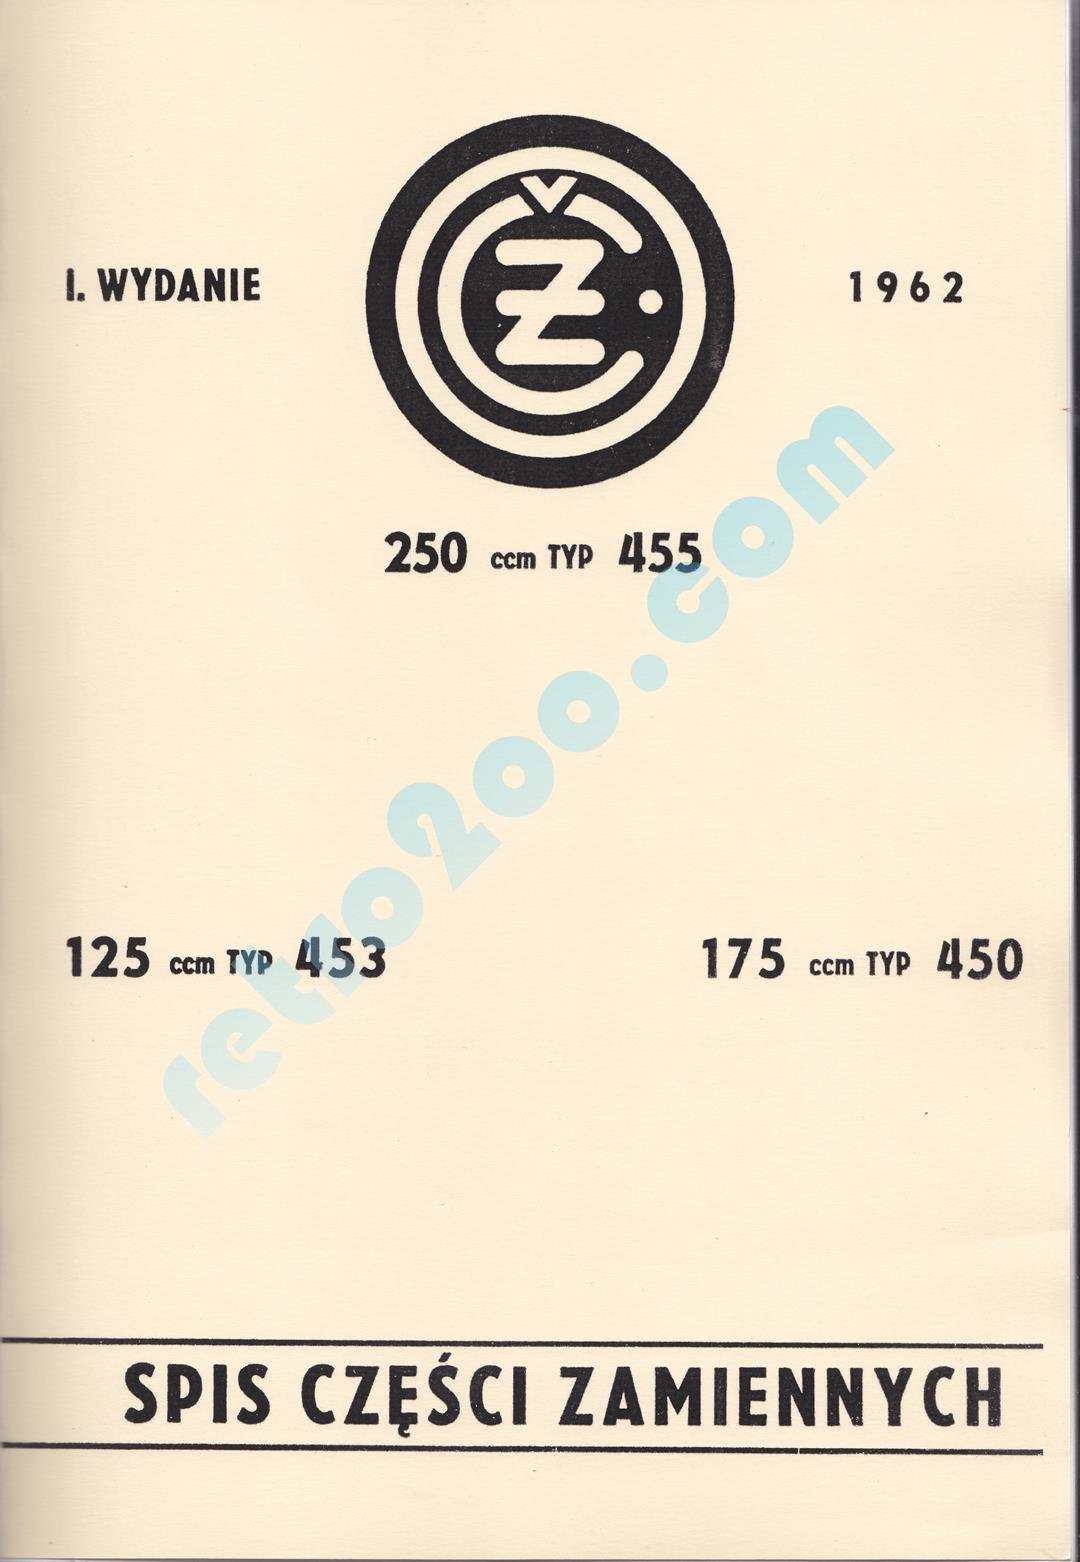 I. WYDANIE
ČZ
1962
250 ccm TYP 455
125 ccm TYP 453
175 ccm TYP 450
retro200.com
SPIS CZĘŚCI ZAMIENNYCH